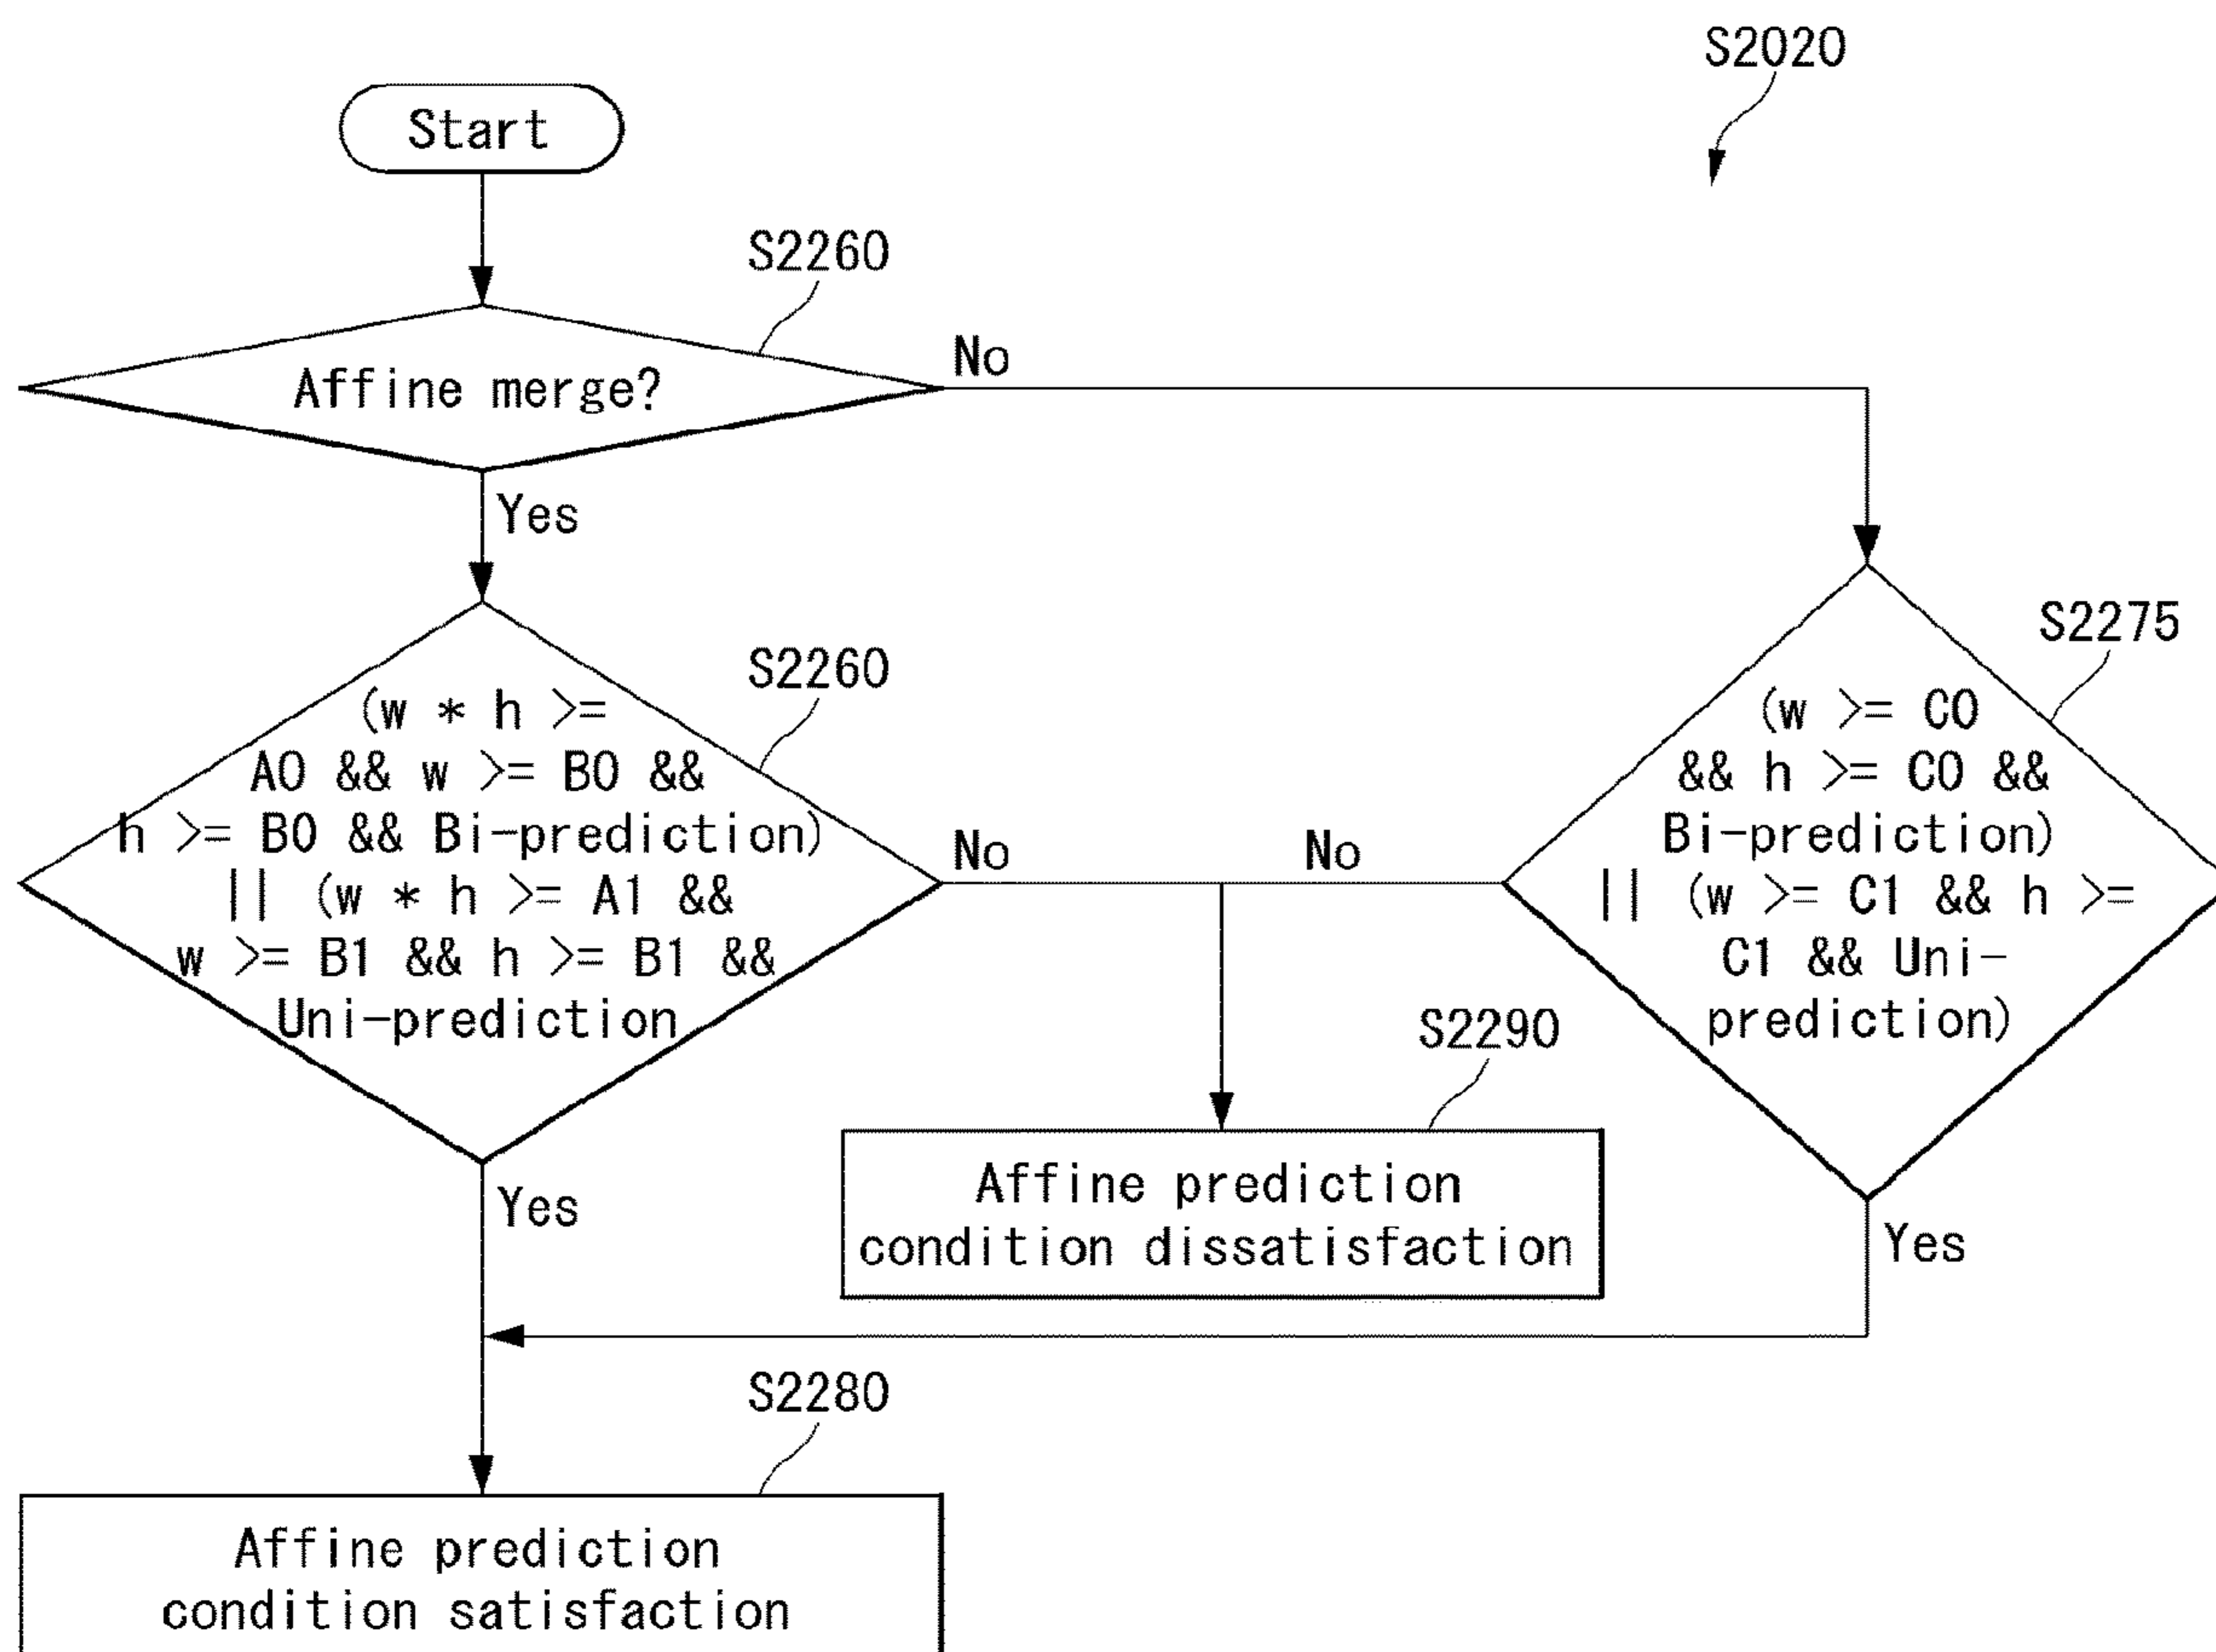 S2020
Start
S2260
Affine merge?
No
Yes
S2260
(w * h >=
A0 && w >= B0 &&
h >= B0 && Bi-prediction)
|| (w * h >= A1 &&
w >= B1 && h >= B1 &&
Uni-prediction
No
Yes
S2275
(w >= C0
&& h >= C0 &&
Bi-prediction)
|| (w >= C1 && h >=
C1 && Uni-
prediction)
No
Yes
S2290
Affine prediction
condition dissatisfaction
S2280
Affine prediction
condition satisfaction